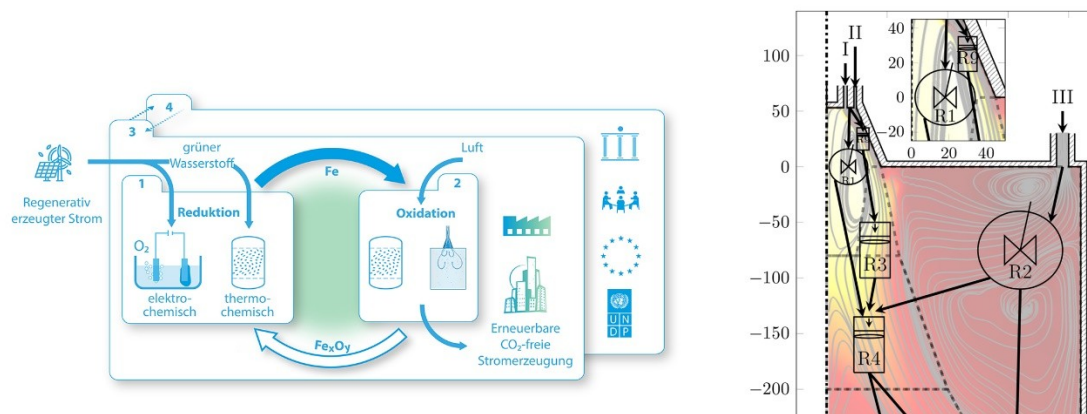 4
3
grüner
Wasserstoff
Regenerativ
erzeugter Strom
1
Reduktion
O₂
elektro-
chemisch
thermo-
chemisch
Fe
FeₓOᵧ
Luft
2
Oxidation
Erneuerbare
CO₂-freie
Stromerzeugung
U N
D P
I
II
III
100
50
0
−50
−100
−150
−200
40
20
0
−20
0
20
40
R9
R1
R1
R3
R4
R2